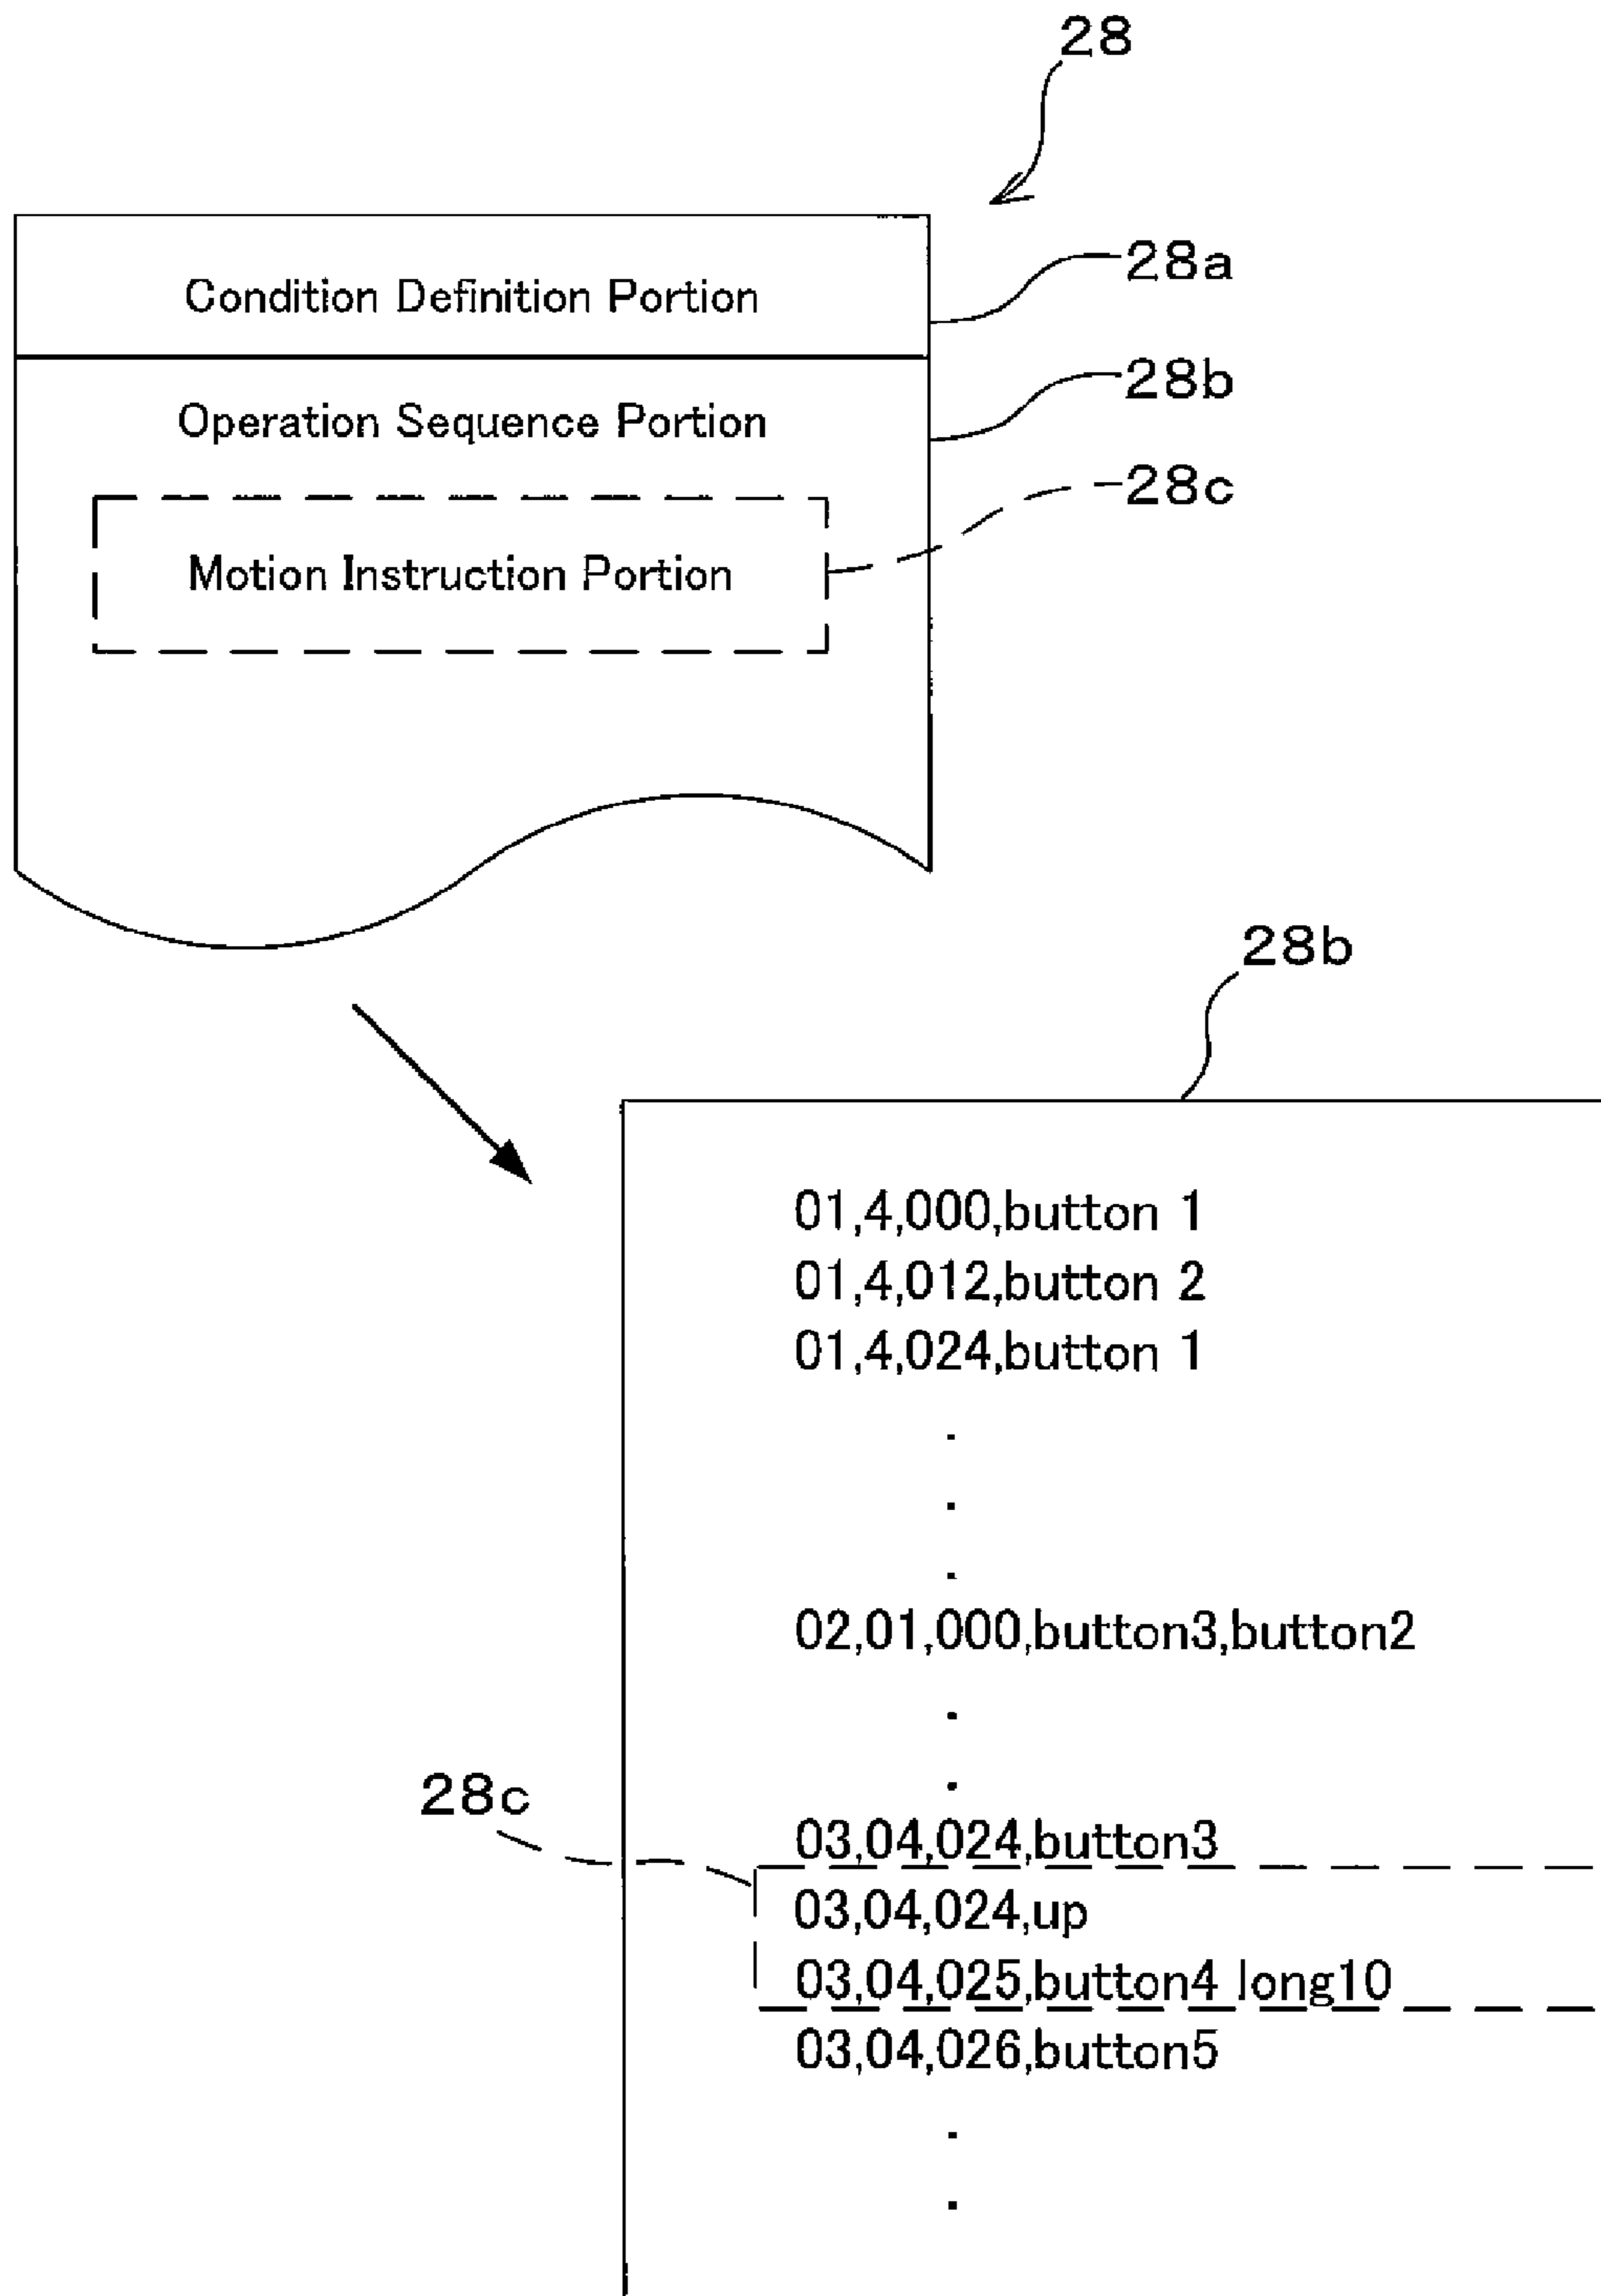 28
28a
Condition Definition Portion
28b
Operation Sequence Portion
28c
Motion Instruction Portion
28b
01,4,000,button 1
01,4,012,button 2
01,4,024,button 1
.
.
.
02,01,000,button3,button2
.
.
28c
03,04,024,button3
03,04,024,up
03,04,025,button4 long10
03,04,026,button5
.
.